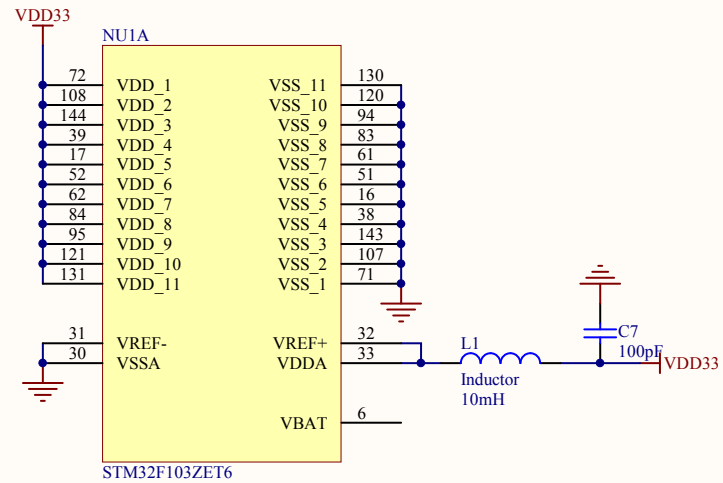 VDD33
NU1A
72 VDD_1 VSS_11 130
108 VDD_2 VSS_10 120
144 VDD_3 VSS_9 94
39 VDD_4 VSS_8 83
17 VDD_5 VSS_7 61
52 VDD_6 VSS_6 51
62 VDD_7 VSS_5 16
84 VDD_8 VSS_4 38
95 VDD_9 VSS_3 143
121 VDD_10 VSS_2 107
131 VDD_11 VSS_1 71
31 VREF- VREF+ 32
30 VSSA VDDA 33
VBAT 6
STM32F103ZET6
L1
Inductor
10mH
C7
100pF
VDD33